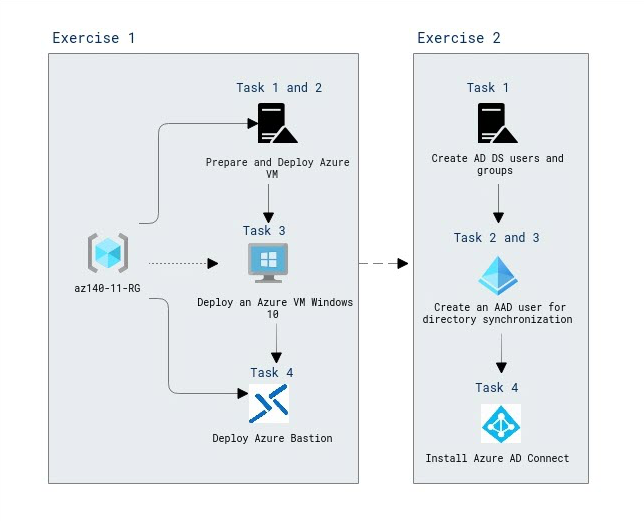 Exercise 1
Task 1 and 2
Prepare and Deploy Azure
VM
az140-11-RG
Task 3
Deploy an Azure VM Windows
10
Task 4
Deploy Azure Bastion
Exercise 2
Task 1
Create AD DS users and
groups
Task 2 and 3
Create an AAD user for
directory synchronization
Task 4
Install Azure AD Connect